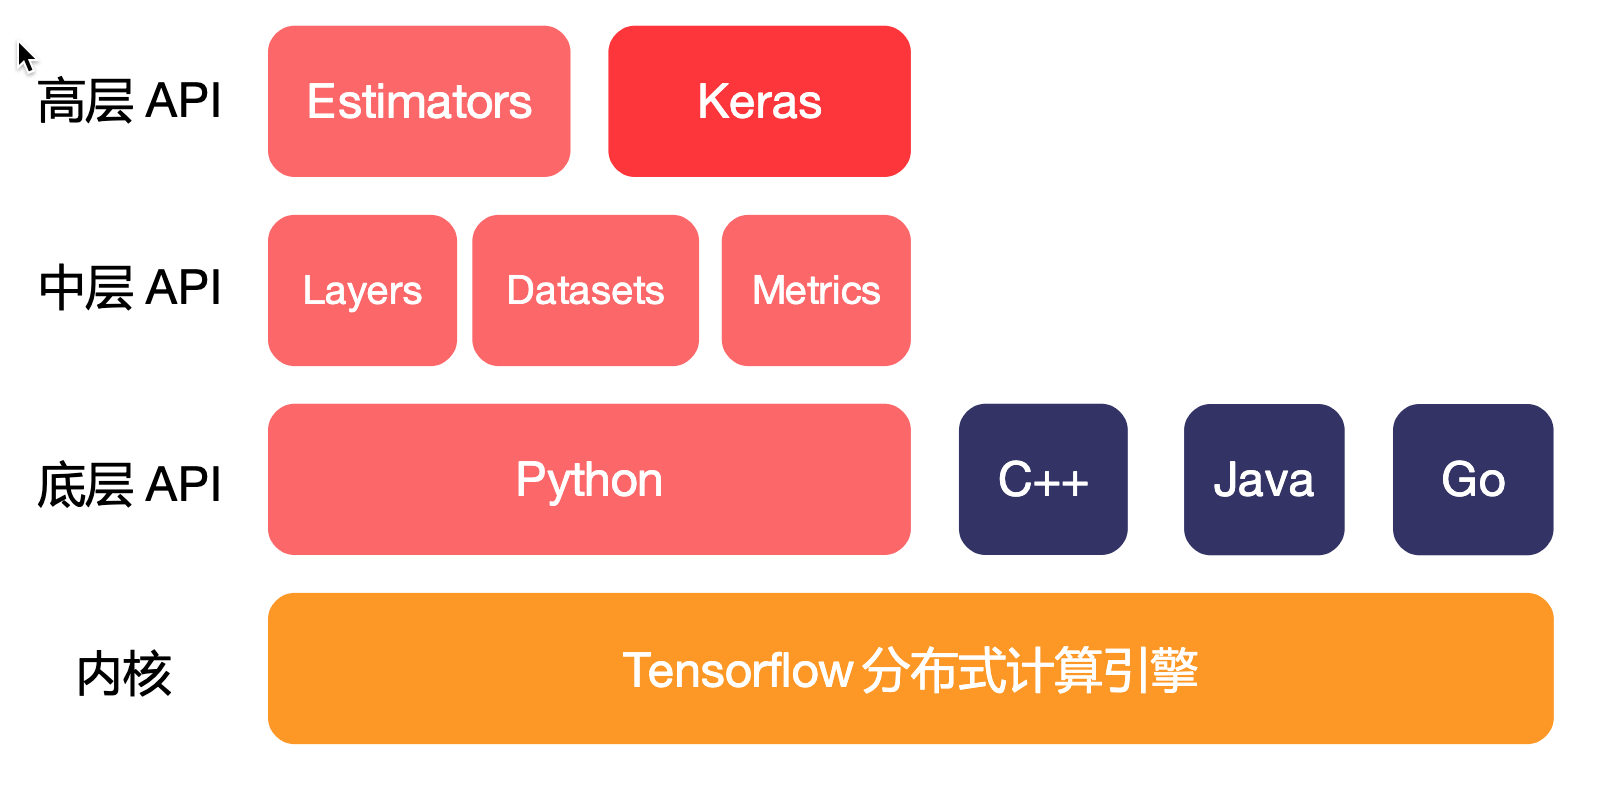 高层 API
Estimators
Keras
中层 API
Layers
Datasets
Metrics
底层 API
Python
C++
Java
Go
内核
Tensorflow 分布式计算引擎